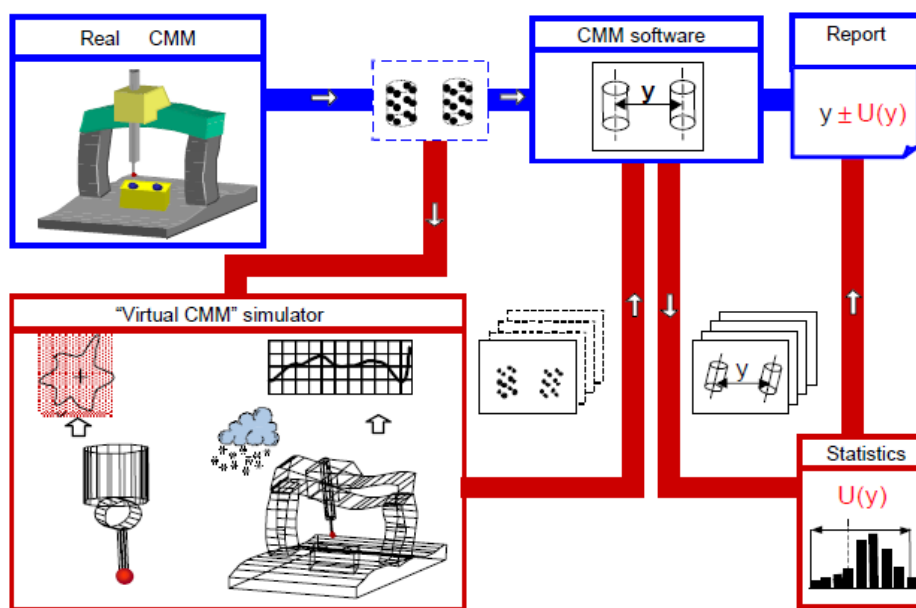 Real CMM
CMM software
Report
y
y ± U(y)
"Virtual CMM" simulator
y
Statistics
U(y)